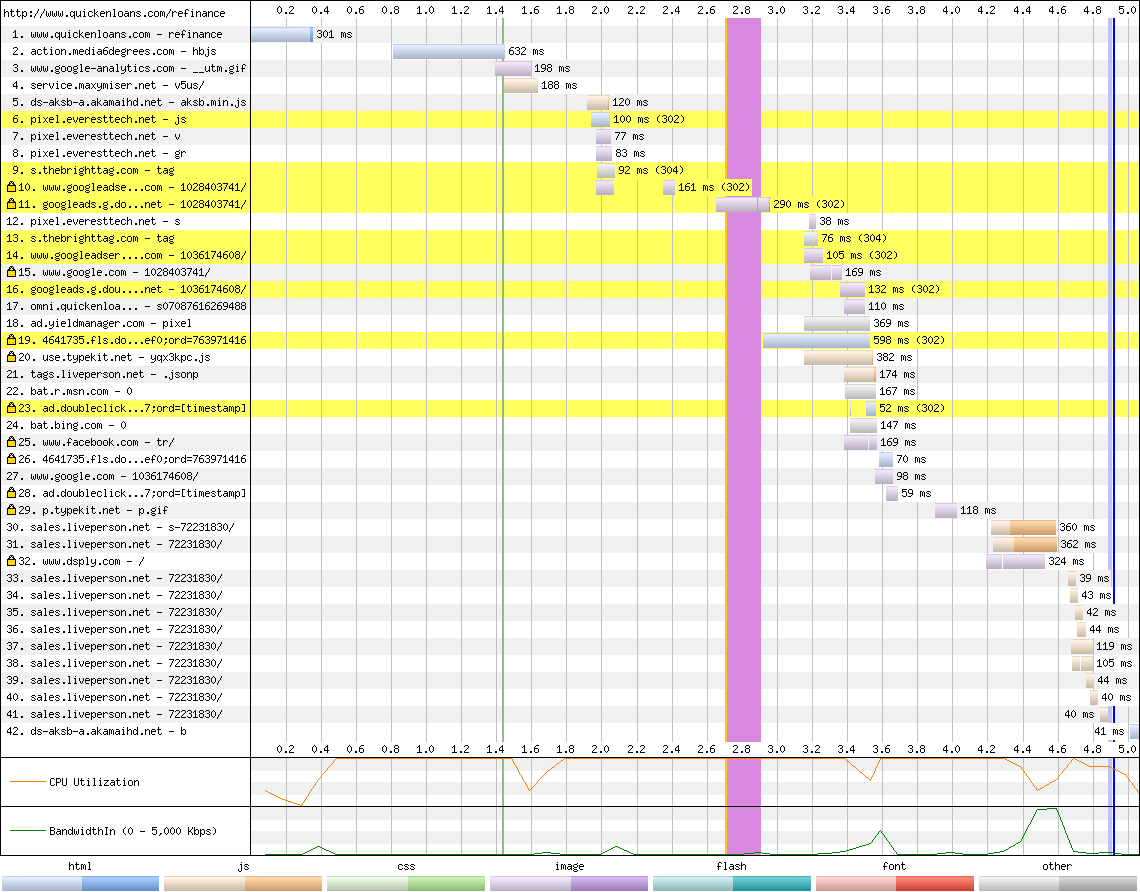 http://www.quickenloans.com/refinance 0.2 0.4 0.6 0.8 1.0 1.2 1.4 1.6 1.8 2.0 2.2 2.4 2.6 2.8 3.0 3.2 3.4 3.6 3.8 4.0 4.2 4.4 4.6 4.8 5.0
1. www.quickenloans.com - refinance 301 ms
2. action.media6degrees.com - hbjs 632 ms
3. www.google-analytics.com - __utm.gif 198 ms
4. service.maxymiser.net - v5us/ 188 ms
5. ds-aksb-a.akamaihd.net - aksb.min.js 120 ms
6. pixel.everesttech.net - js 100 ms (302)
7. pixel.everesttech.net - v 77 ms
8. pixel.everesttech.net - gr 83 ms
9. s.thebrighttag.com - tag 92 ms (304)
10. www.googleadse...com - 1028403741/ 161 ms (302)
11. googleads.g.do...net - 1028403741/ 290 ms (302)
12. pixel.everesttech.net - s 38 ms
13. s.thebrighttag.com - tag 76 ms (304)
14. www.googleadser....com - 1036174608/ 105 ms (302)
15. www.google.com - 1028403741/ 169 ms
16. googleads.g.dou....net - 1036174608/ 132 ms (302)
17. omni.quickenloa... - s07087616269488 110 ms
18. ad.yieldmanager.com - pixel 369 ms
19. 4641735.fls.do...ef0;ord=763971416 598 ms (302)
20. use.typekit.net - yqx3kpc.js 382 ms
21. tags.liveperson.net - .jsonp 174 ms
22. bat.r.msn.com - 0 167 ms
23. ad.doubleclick...7;ord=[timestamp] 52 ms (302)
24. bat.bing.com - 0 147 ms
25. www.facebook.com - tr/ 169 ms
26. 4641735.fls.do...ef0;ord=763971416 70 ms
27. www.google.com - 1036174608/ 98 ms
28. ad.doubleclick...7;ord=[timestamp] 59 ms
29. p.typekit.net - p.gif 118 ms
30. sales.liveperson.net - s-72231830/ 360 ms
31. sales.liveperson.net - 72231830/ 362 ms
32. www.dsply.com - / 324 ms
33. sales.liveperson.net - 72231830/ 39 ms
34. sales.liveperson.net - 72231830/ 43 ms
35. sales.liveperson.net - 72231830/ 42 ms
36. sales.liveperson.net - 72231830/ 44 ms
37. sales.liveperson.net - 72231830/ 119 ms
38. sales.liveperson.net - 72231830/ 105 ms
39. sales.liveperson.net - 72231830/ 44 ms
40. sales.liveperson.net - 72231830/ 40 ms
41. sales.liveperson.net - 72231830/ 40 ms
42. ds-aksb-a.akamaihd.net - b 41 ms
0.2 0.4 0.6 0.8 1.0 1.2 1.4 1.6 1.8 2.0 2.2 2.4 2.6 2.8 3.0 3.2 3.4 3.6 3.8 4.0 4.2 4.4 4.6 4.8 5.0
CPU Utilization
BandwidthIn (0 - 5,000 Kbps)
html js css image flash font other